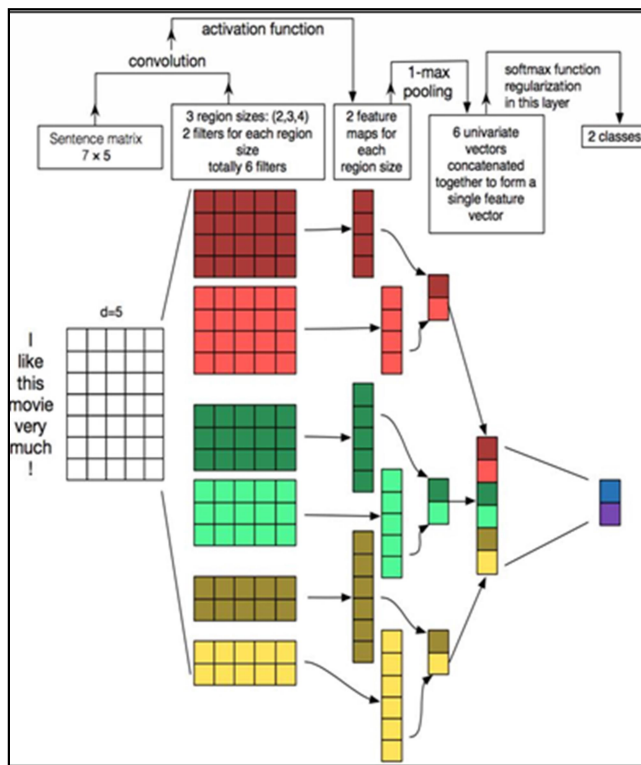 activation function
convolution
1-max
pooling
softmax function
regularization
in this layer
Sentence matrix
7 × 5
3 region sizes: (2,3,4)
2 filters for each region
size
totally 6 filters
2 feature
maps for
each
region size
6 univariate
vectors
concatenated
together to form a
single feature
vector
2 classes
d=5
I
like
this
movie
very
much
!